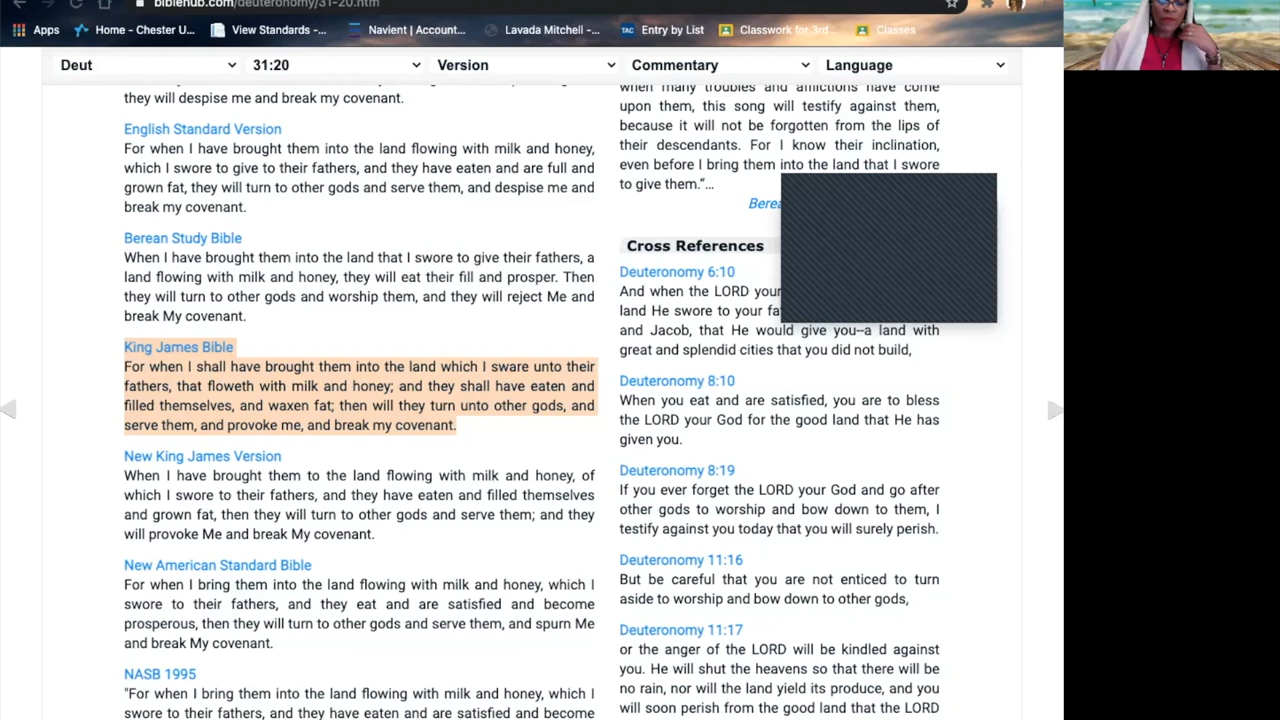 biblehub.com/deuteronomy/31-20.htm
Apps
Home - Chester U...
View Standards -...
Navient | Account...
Lavada Mitchell -...
TAC Entry by List
Classwork for 3rd...
Classes
Deut
31:20
Version
Commentary
Language
they will despise me and break my covenant.
English Standard Version
For when I have brought them into the land flowing with milk and honey,
which I swore to give to their fathers, and they have eaten and are full and
grown fat, they will turn to other gods and serve them, and despise me and
break my covenant.
Berean Study Bible
When I have brought them into the land that I swore to give their fathers, a
land flowing with milk and honey, they will eat their fill and prosper. Then
they will turn to other gods and worship them, and they will reject Me and
break My covenant.
King James Bible
For when I shall have brought them into the land which I sware unto their
fathers, that floweth with milk and honey; and they shall have eaten and
filled themselves, and waxen fat; then will they turn unto other gods, and
serve them, and provoke me, and break my covenant.
New King James Version
When I have brought them to the land flowing with milk and honey, of
which I swore to their fathers, and they have eaten and filled themselves
and grown fat, then they will turn to other gods and serve them; and they
will provoke Me and break My covenant.
New American Standard Bible
For when I bring them into the land flowing with milk and honey, which I
swore to their fathers, and they eat and are satisfied and become
prosperous, then they will turn to other gods and serve them, and spurn Me
and break My covenant.
NASB 1995
"For when I bring them into the land flowing with milk and honey, which I
swore to their fathers, and they have eaten and are satisfied and become
when many troubles and afflictions have come
upon them, this song will testify against them,
because it will not be forgotten from the lips of
their descendants. For I know their inclination,
even before I bring them into the land that I swore
to give them.”...
Cross References
Deuteronomy 6:10
And when the LORD your
land He swore to your
and Jacob, that He would give you--a land with
great and splendid cities that you did not build,
Deuteronomy 8:10
When you eat and are satisfied, you are to bless
the LORD your God for the good land that He has
given you.
Deuteronomy 8:19
If you ever forget the LORD your God and go after
other gods to worship and bow down to them, I
testify against you today that you will surely perish.
Deuteronomy 11:16
But be careful that you are not enticed to turn
aside to worship and bow down to other gods,
Deuteronomy 11:17
or the anger of the LORD will be kindled against
you. He will shut the heavens so that there will be
no rain, nor will the land yield its produce, and you
will soon perish from the good land that the LORD